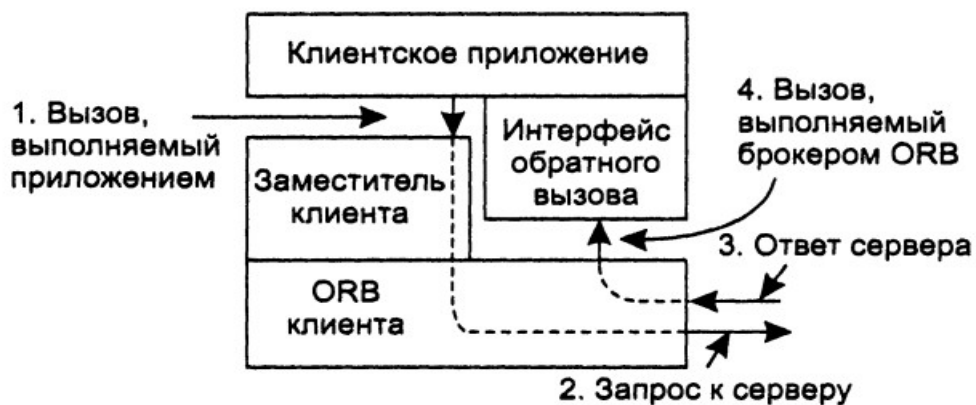 Клиентское приложение
1. Вызов,
выполняемый
приложением
4. Вызов,
выполняемый
брокером ORB
Интерфейс
обратного
вызова
Заместитель
клиента
3. Ответ сервера
ORB
клиента
2. Запрос к серверу